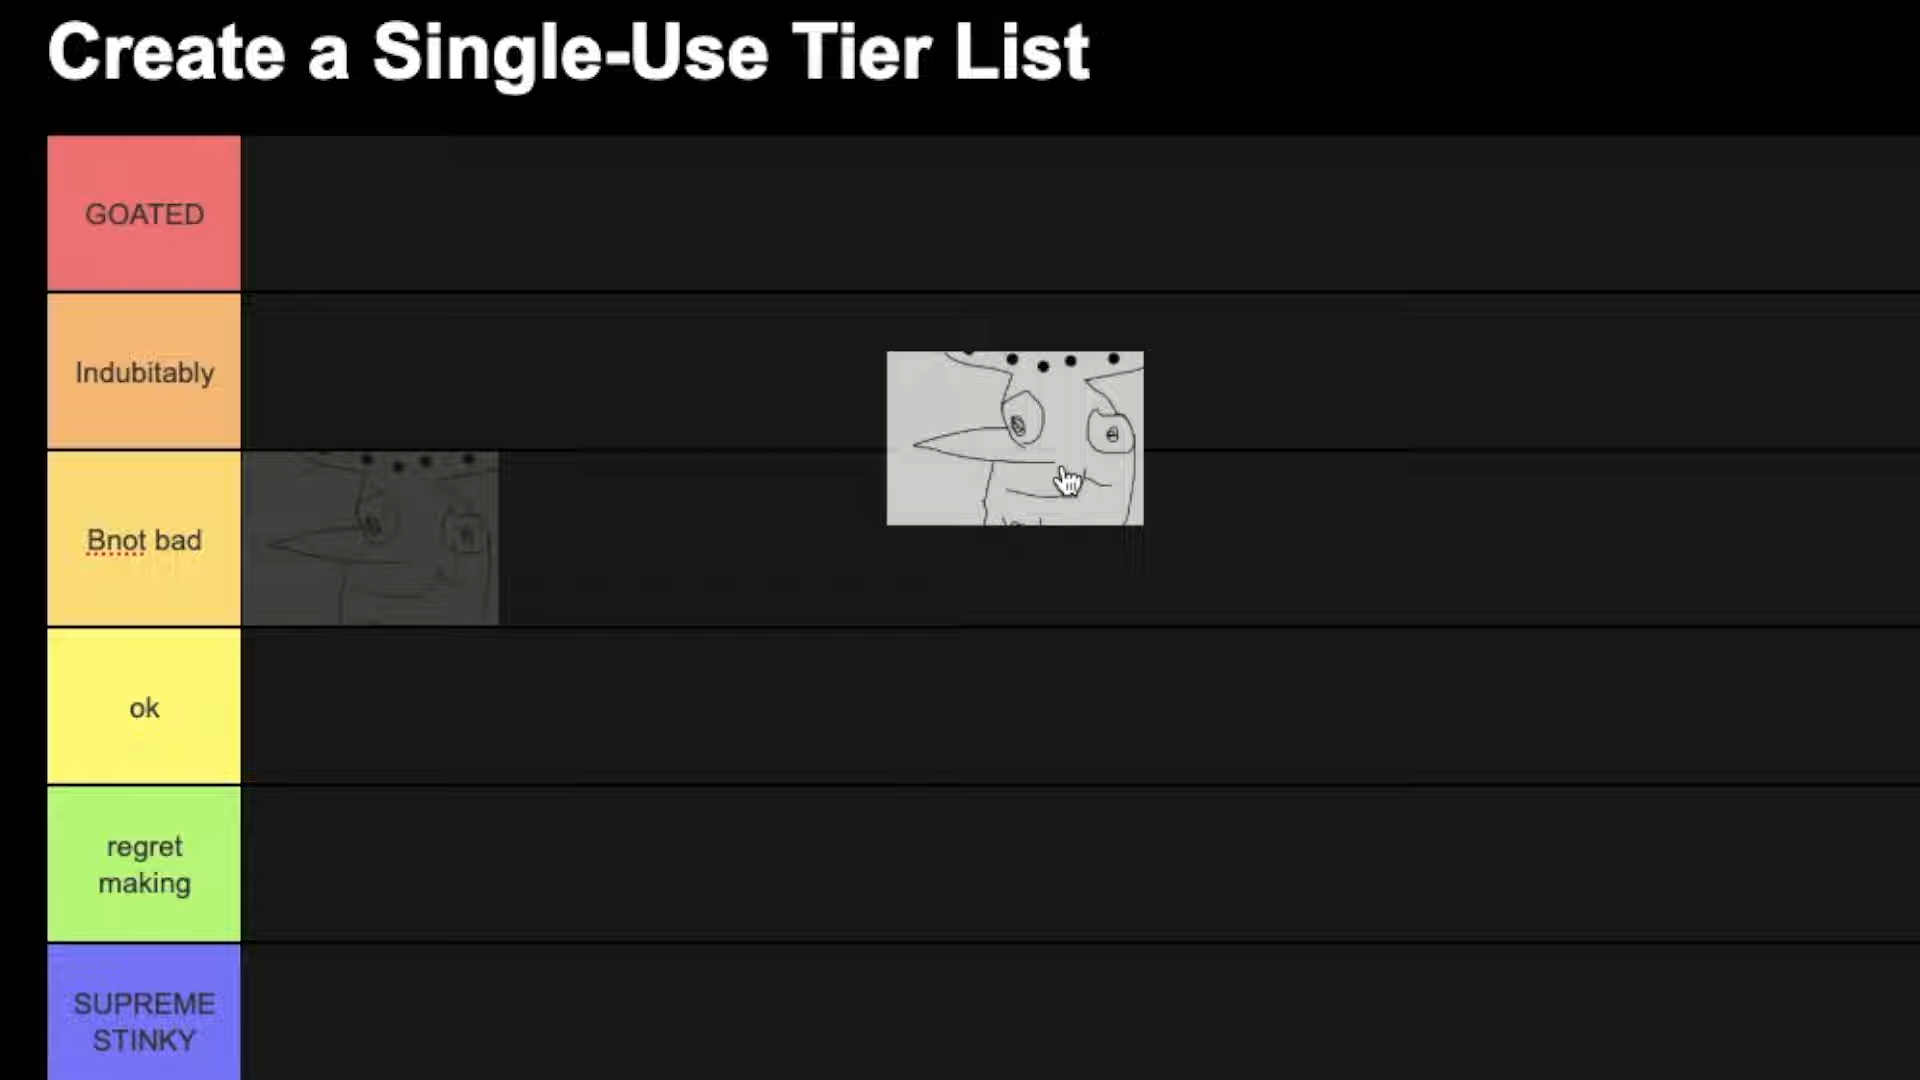 Create a Single-Use Tier List
GOATED
Indubitably
Bnot bad
ok
regret
making
SUPREME
STINKY